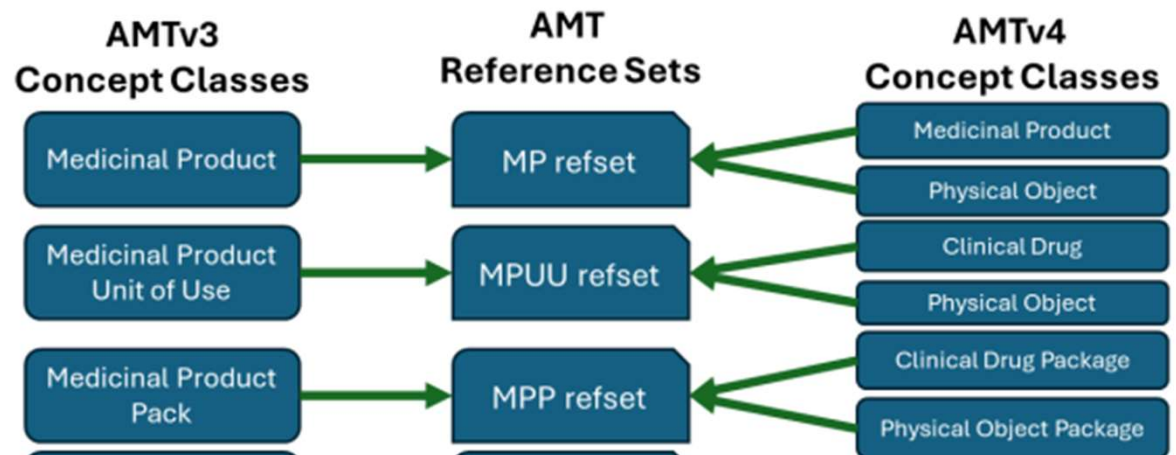 AMTv3
Concept Classes
AMT
Reference Sets
AMTv4
Concept Classes
Medicinal Product
MP refset
Medicinal Product
Physical Object
Medicinal Product
Unit of Use
MPUU refset
Clinical Drug
Physical Object
Medicinal Product
Pack
MPP refset
Clinical Drug Package
Physical Object Package